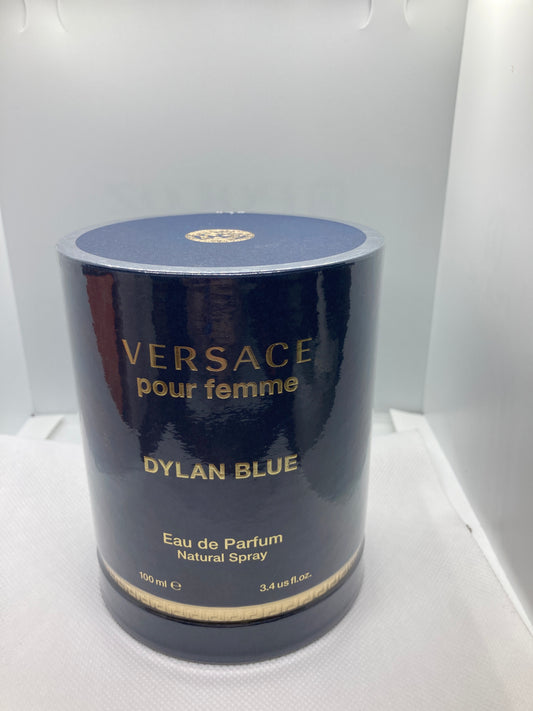 VERSACE
pour femme
DYLAN BLUE
Eau de Parfum
Natural Spray
100 ml ℮
3.4 us fl.oz.